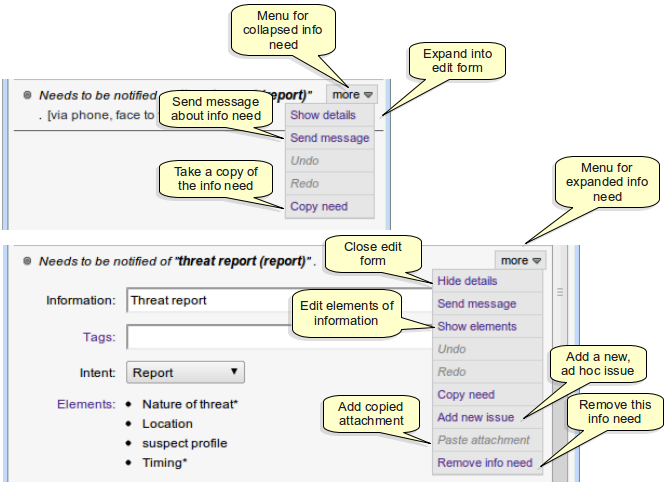 Menu for
collapsed info
need
Expand into
edit form
Needs to be notified (report)"
more
. [via phone, face to
Send message
about info need
Show details
Send message
Undo
Redo
Copy need
Take a copy of
the info need
Menu for
expanded info
need
Close edit
form
Needs to be notified of "threat report (report)" .
more
Hide details
Information: Threat report
Send message
Edit elements of
information
Show elements
Tags:
Undo
Intent: Report
Redo
Add a new,
ad hoc issue
Copy need
Elements: • Nature of threat*
Add new issue
• Location
Add copied
attachment
Remove this
info need
• suspect profile
Paste attachment
• Timing*
Remove info need